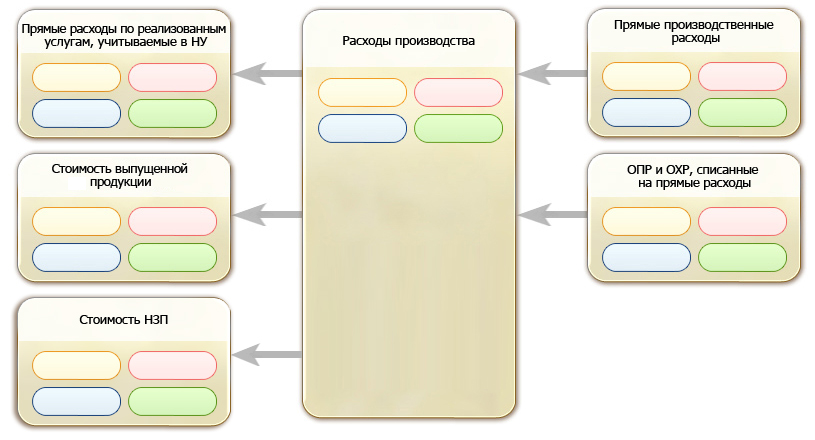 Прямые расходы по реализованным
услугам, учитываемые в НУ
Расходы производства
Прямые производственные
расходы
Стоимость выпущенной
продукции
ОПР и ОХР, списанные
на прямые расходы
Стоимость НЗП